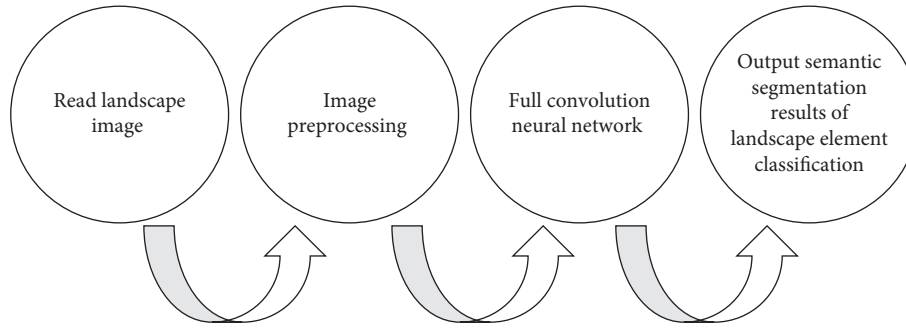 Read landscape
image
Image
preprocessing
Full convolution
neural network
Output semantic
segmentation
results of
landscape element
classification